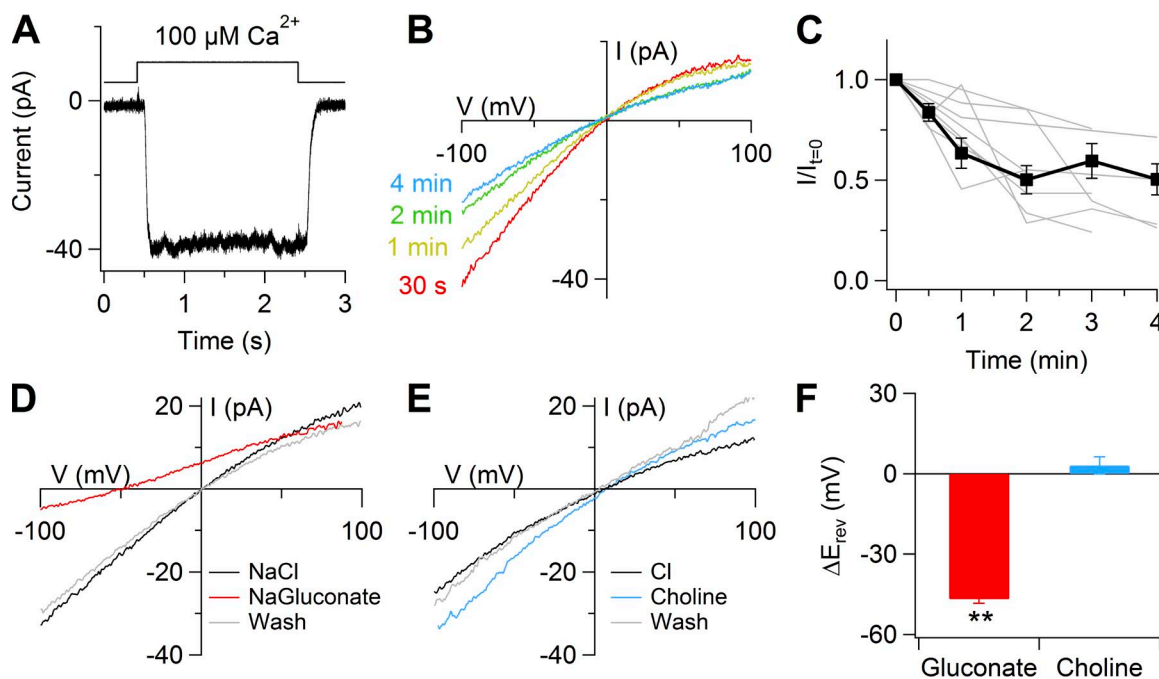 A
100 µM Ca2+
Current (pA)
0
-40
0
1
2
3
Time (s)
B
I (pA)
V (mV)
-100
100
4 min
2 min
1 min
30 s
-40
C
I/It=0
1.0
0.5
0.0
0
1
2
3
4
Time (min)
D
20
I (pA)
V (mV)
-100
100
-20
-40
NaCl
NaGluconate
Wash
E
20
I (pA)
V (mV)
-100
100
-20
-40
Cl
Choline
Wash
F
30
0
-30
-60
ΔErev (mV)
**
Gluconate
Choline